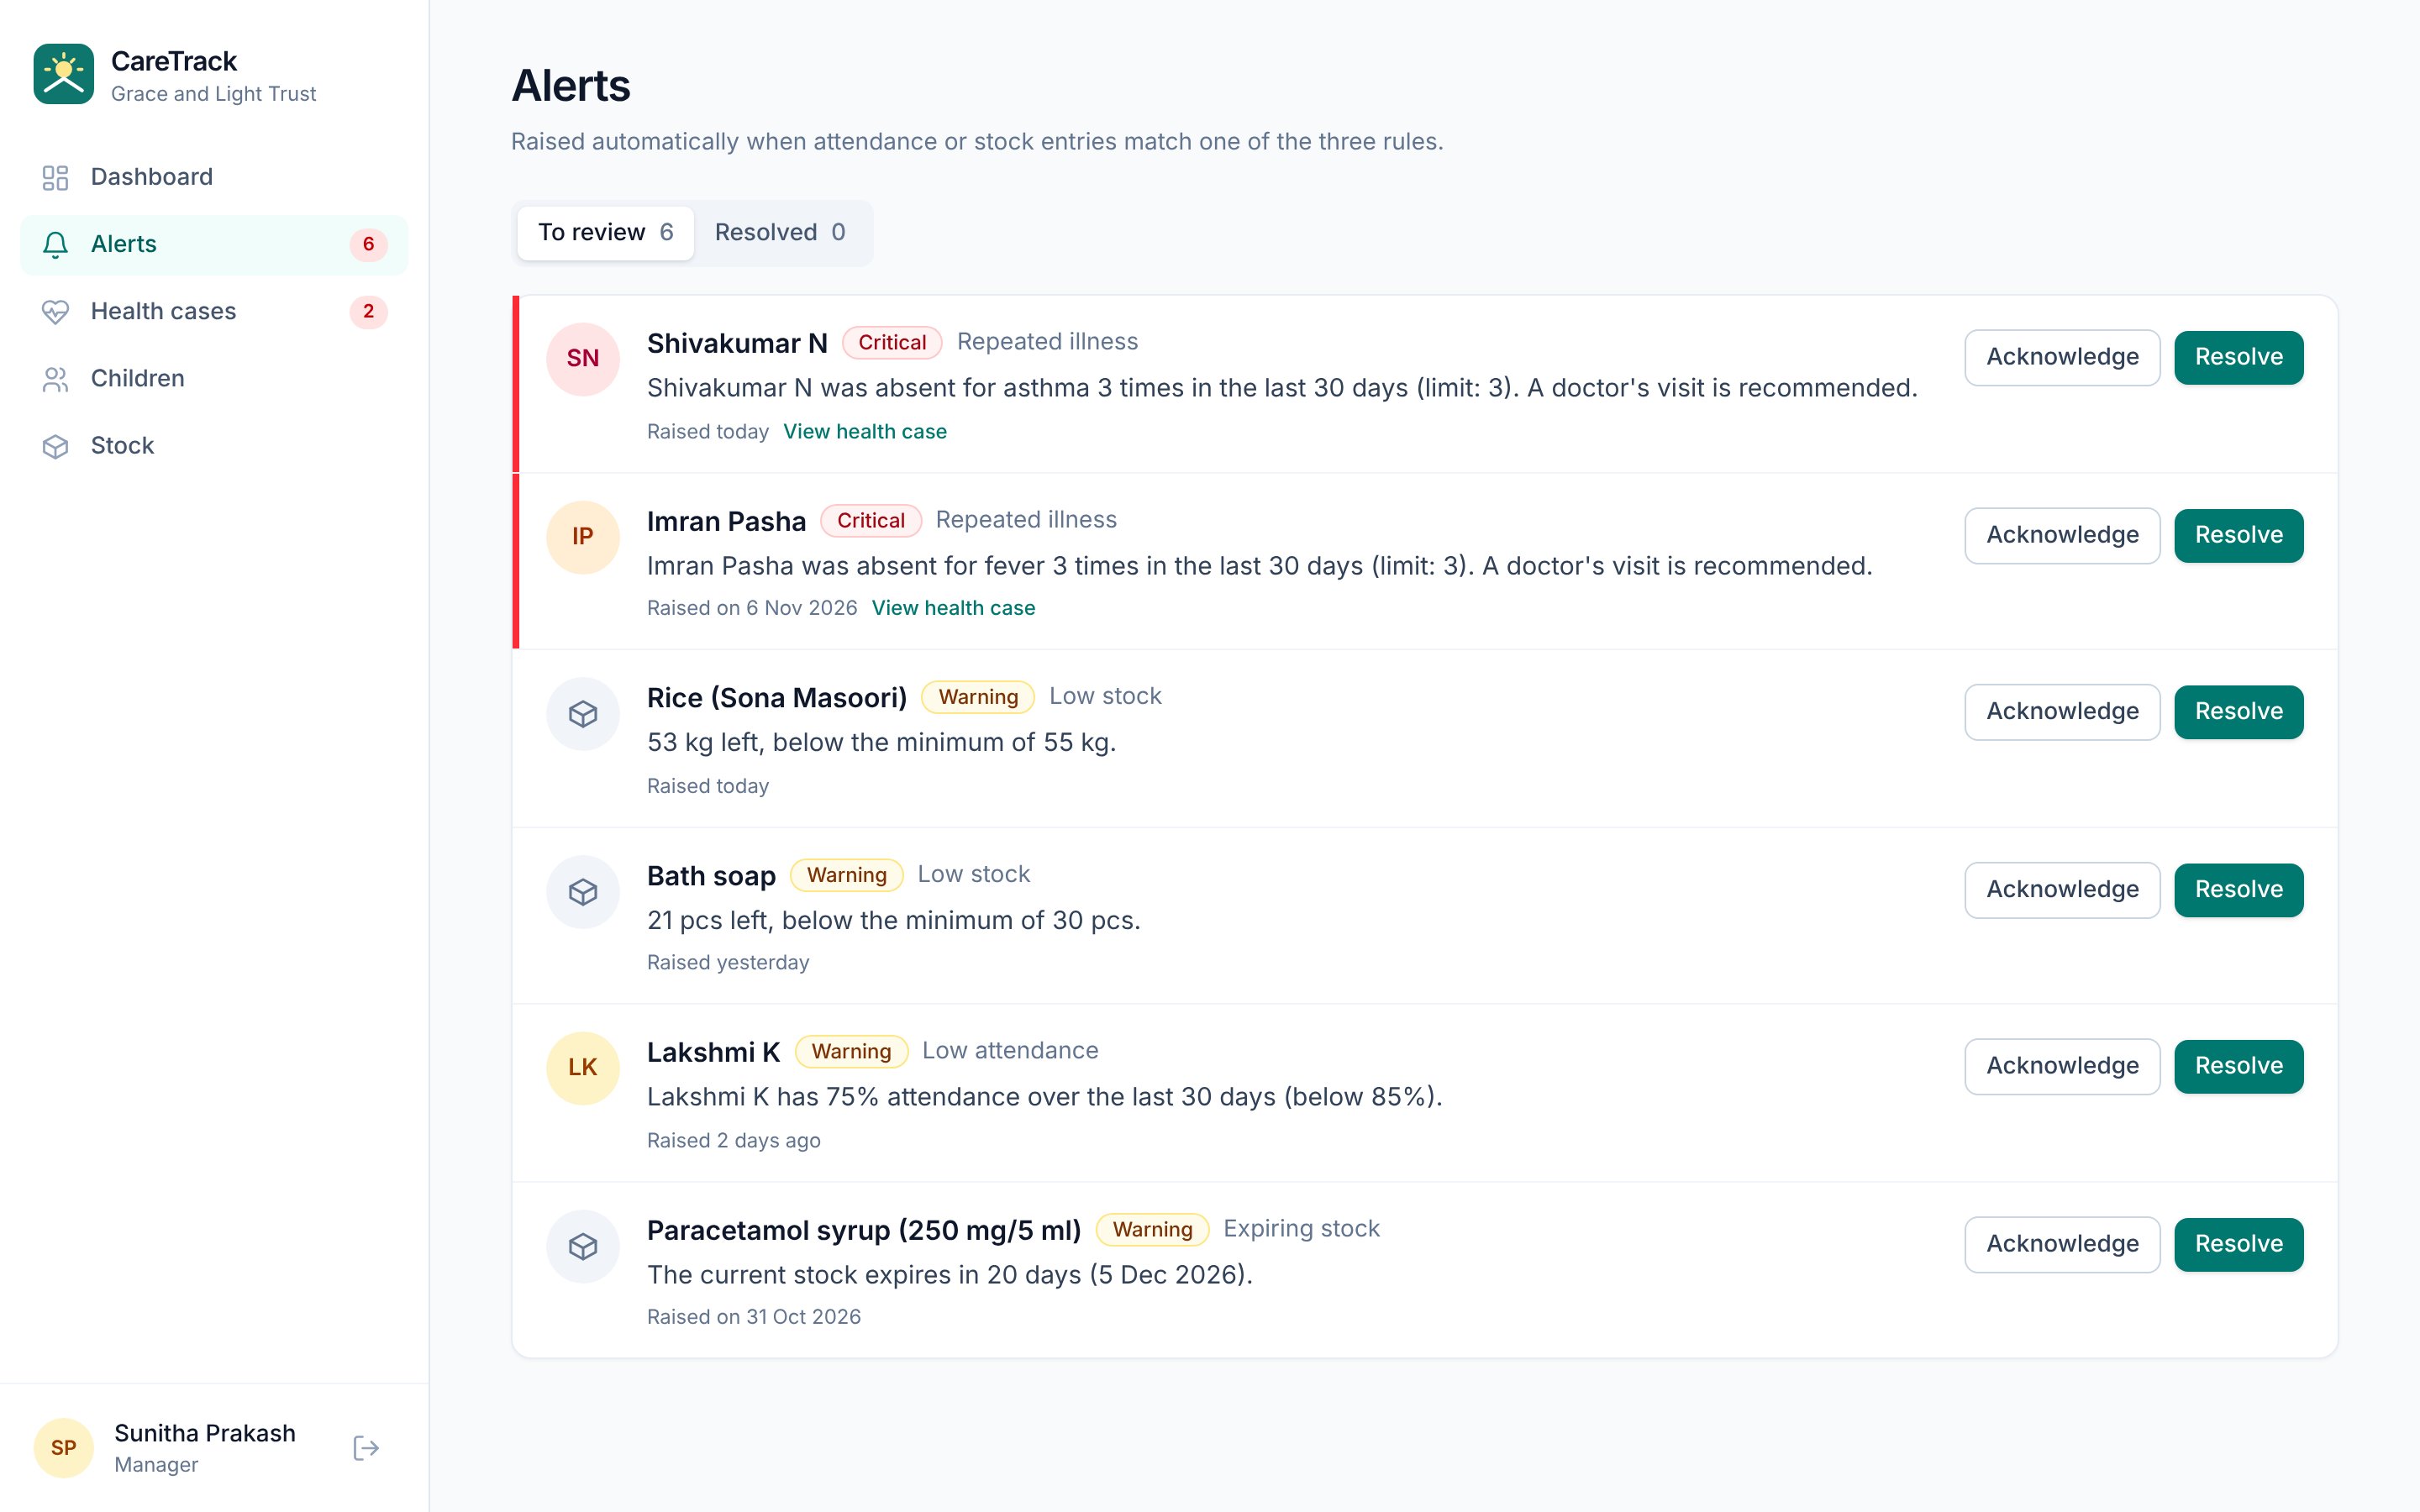 CareTrack
Grace and Light Trust
Dashboard
Alerts 6
Health cases 2
Children
Stock
SP
Sunitha Prakash
Manager
Alerts
Raised automatically when attendance or stock entries match one of the three rules.
To review 6 Resolved 0
SN
Shivakumar N Critical Repeated illness
Shivakumar N was absent for asthma 3 times in the last 30 days (limit: 3). A doctor's visit is recommended.
Raised today View health case
Acknowledge Resolve
IP
Imran Pasha Critical Repeated illness
Imran Pasha was absent for fever 3 times in the last 30 days (limit: 3). A doctor's visit is recommended.
Raised on 6 Nov 2026 View health case
Acknowledge Resolve
Rice (Sona Masoori) Warning Low stock
53 kg left, below the minimum of 55 kg.
Raised today
Acknowledge Resolve
Bath soap Warning Low stock
21 pcs left, below the minimum of 30 pcs.
Raised yesterday
Acknowledge Resolve
LK
Lakshmi K Warning Low attendance
Lakshmi K has 75% attendance over the last 30 days (below 85%).
Raised 2 days ago
Acknowledge Resolve
Paracetamol syrup (250 mg/5 ml) Warning Expiring stock
The current stock expires in 20 days (5 Dec 2026).
Raised on 31 Oct 2026
Acknowledge Resolve